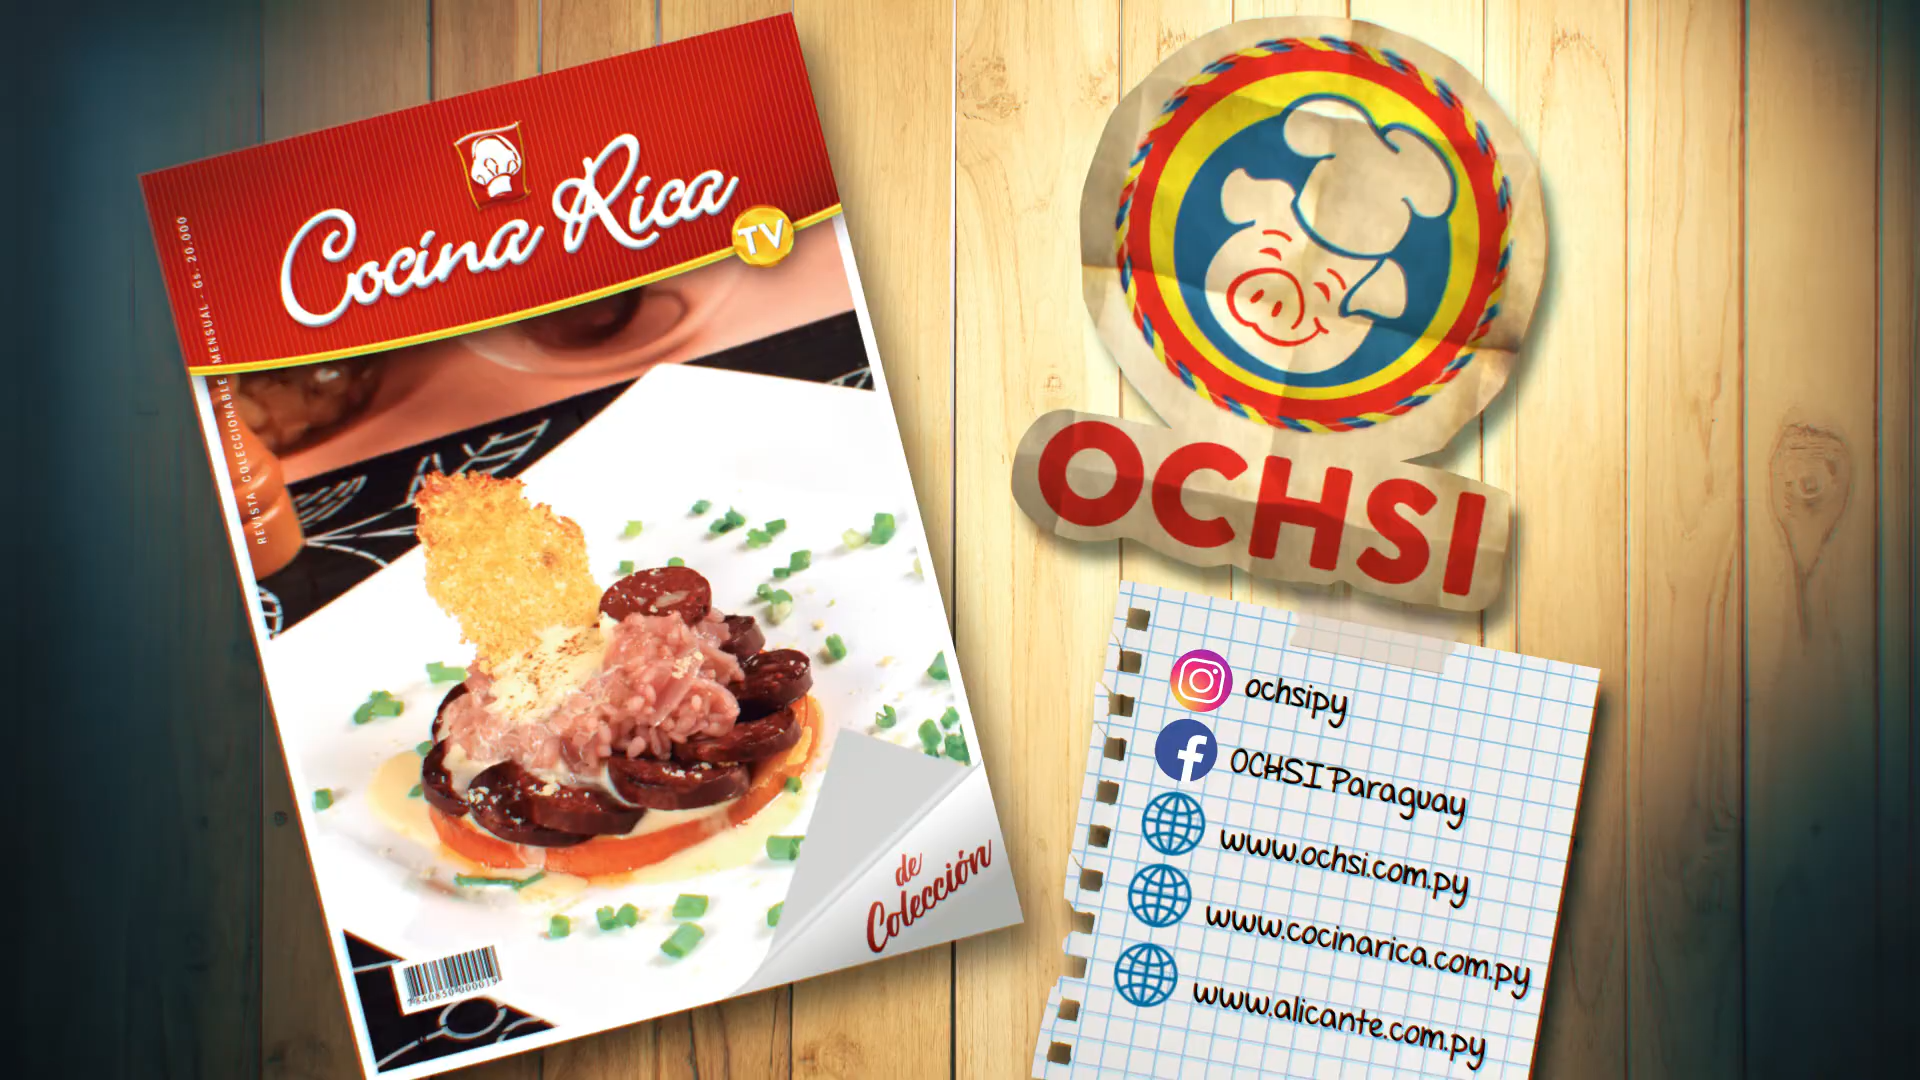 Cocina Rica
TV
REVISTA COLECCIONABLE MENSUAL - Gs. 20.000
de
Colección
7840850000019
OCHSI
ochsipy
OCHSI Paraguay
www.ochsi.com.py
www.cocinarica.com.py
www.alicante.com.py